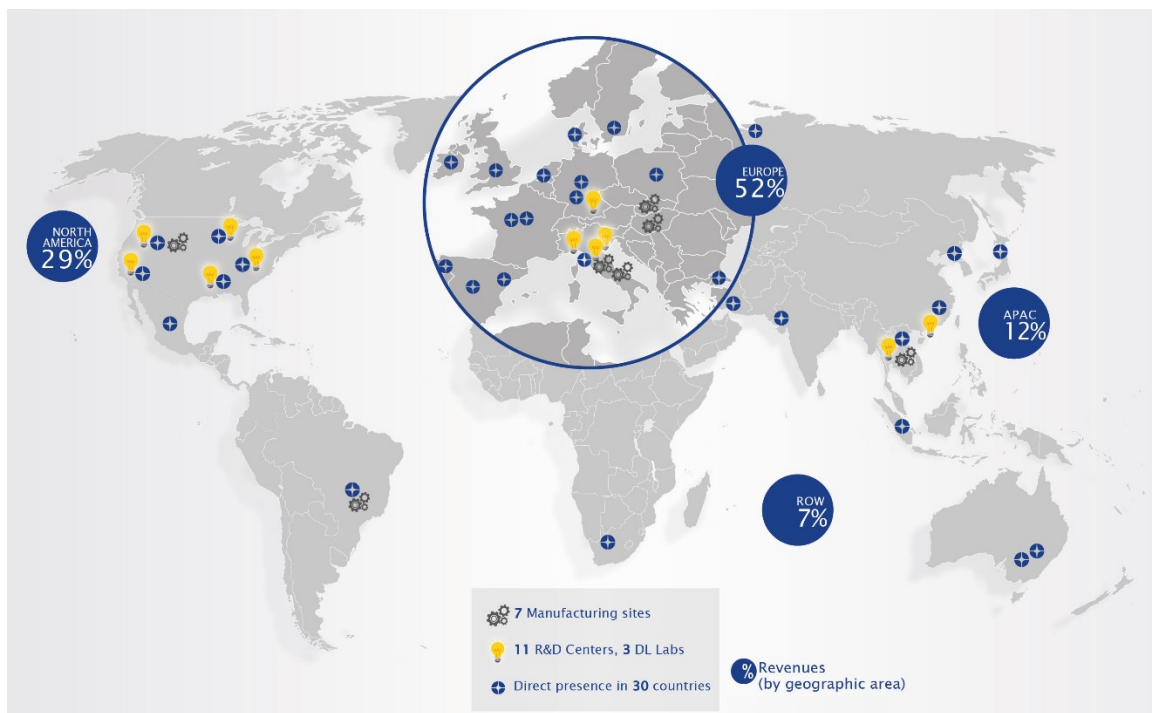 EUROPE
52%
NORTH
AMERICA
29%
APAC
12%
ROW
7%
7 Manufacturing sites
11 R&D Centers, 3 DL Labs
Direct presence in 30 countries
% Revenues
(by geographic area)